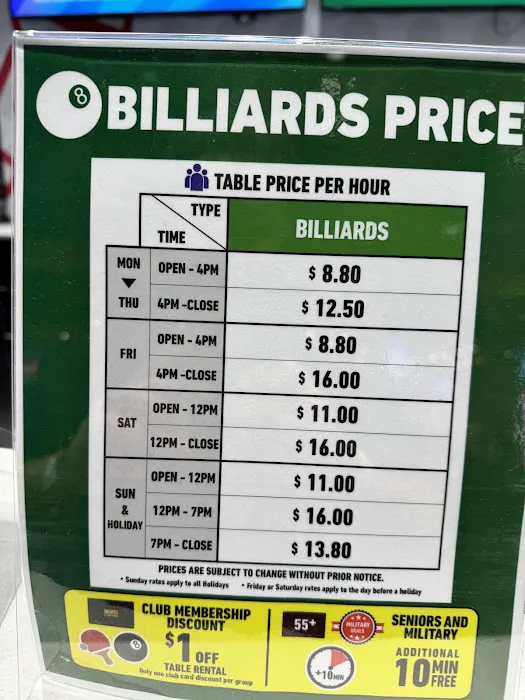 8 BILLIARDS PRICE
TABLE PRICE PER HOUR
TYPE
TIME
BILLIARDS
MON ▼ THU
OPEN - 4PM $ 8.80
4PM -CLOSE $ 12.50
FRI
OPEN - 4PM $ 8.80
4PM -CLOSE $ 16.00
SAT
OPEN - 12PM $ 11.00
12PM - CLOSE $ 16.00
SUN & HOLIDAY
OPEN - 12PM $ 11.00
12PM - 7PM $ 16.00
7PM - CLOSE $ 13.80
PRICES ARE SUBJECT TO CHANGE WITHOUT PRIOR NOTICE.
• Sunday rates apply to all Holidays • Friday or Saturday rates apply to the day before a holiday
CLUB MEMBERSHIP
DISCOUNT
8
$1 OFF
TABLE RENTAL
Only one club card discount per group
55+
MILITARY
DEALS
+10MIN
SENIORS AND
MILITARY
ADDITIONAL
10 MIN
FREE